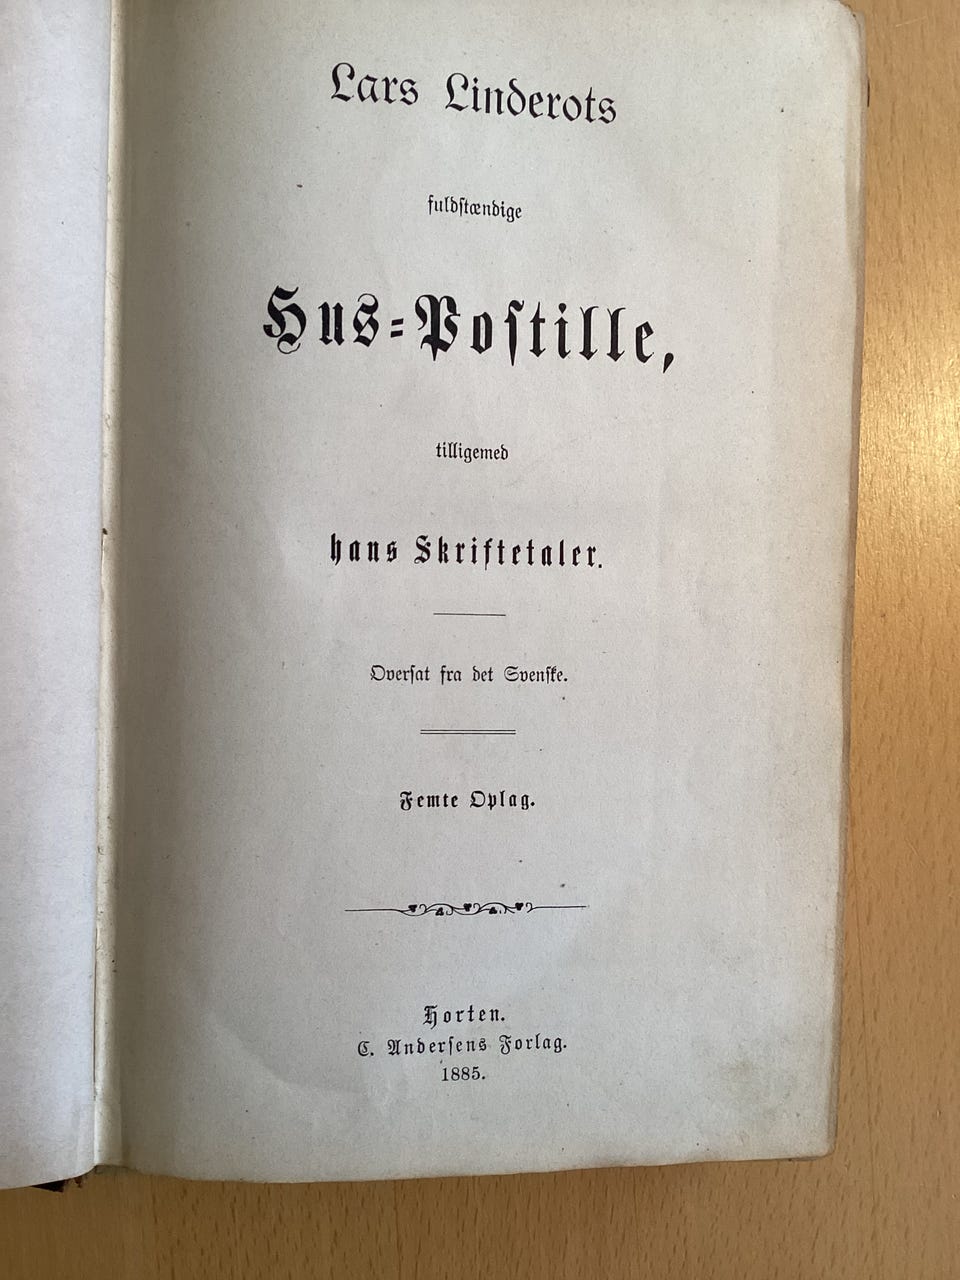 Lars Linderots
fuldstændige
Hus-Postille,
tilligemed
hans Skriftetaler.
Oversat fra det Svenske.
Femte Oplag.
Horten.
C. Andersens Forlag.
1885.